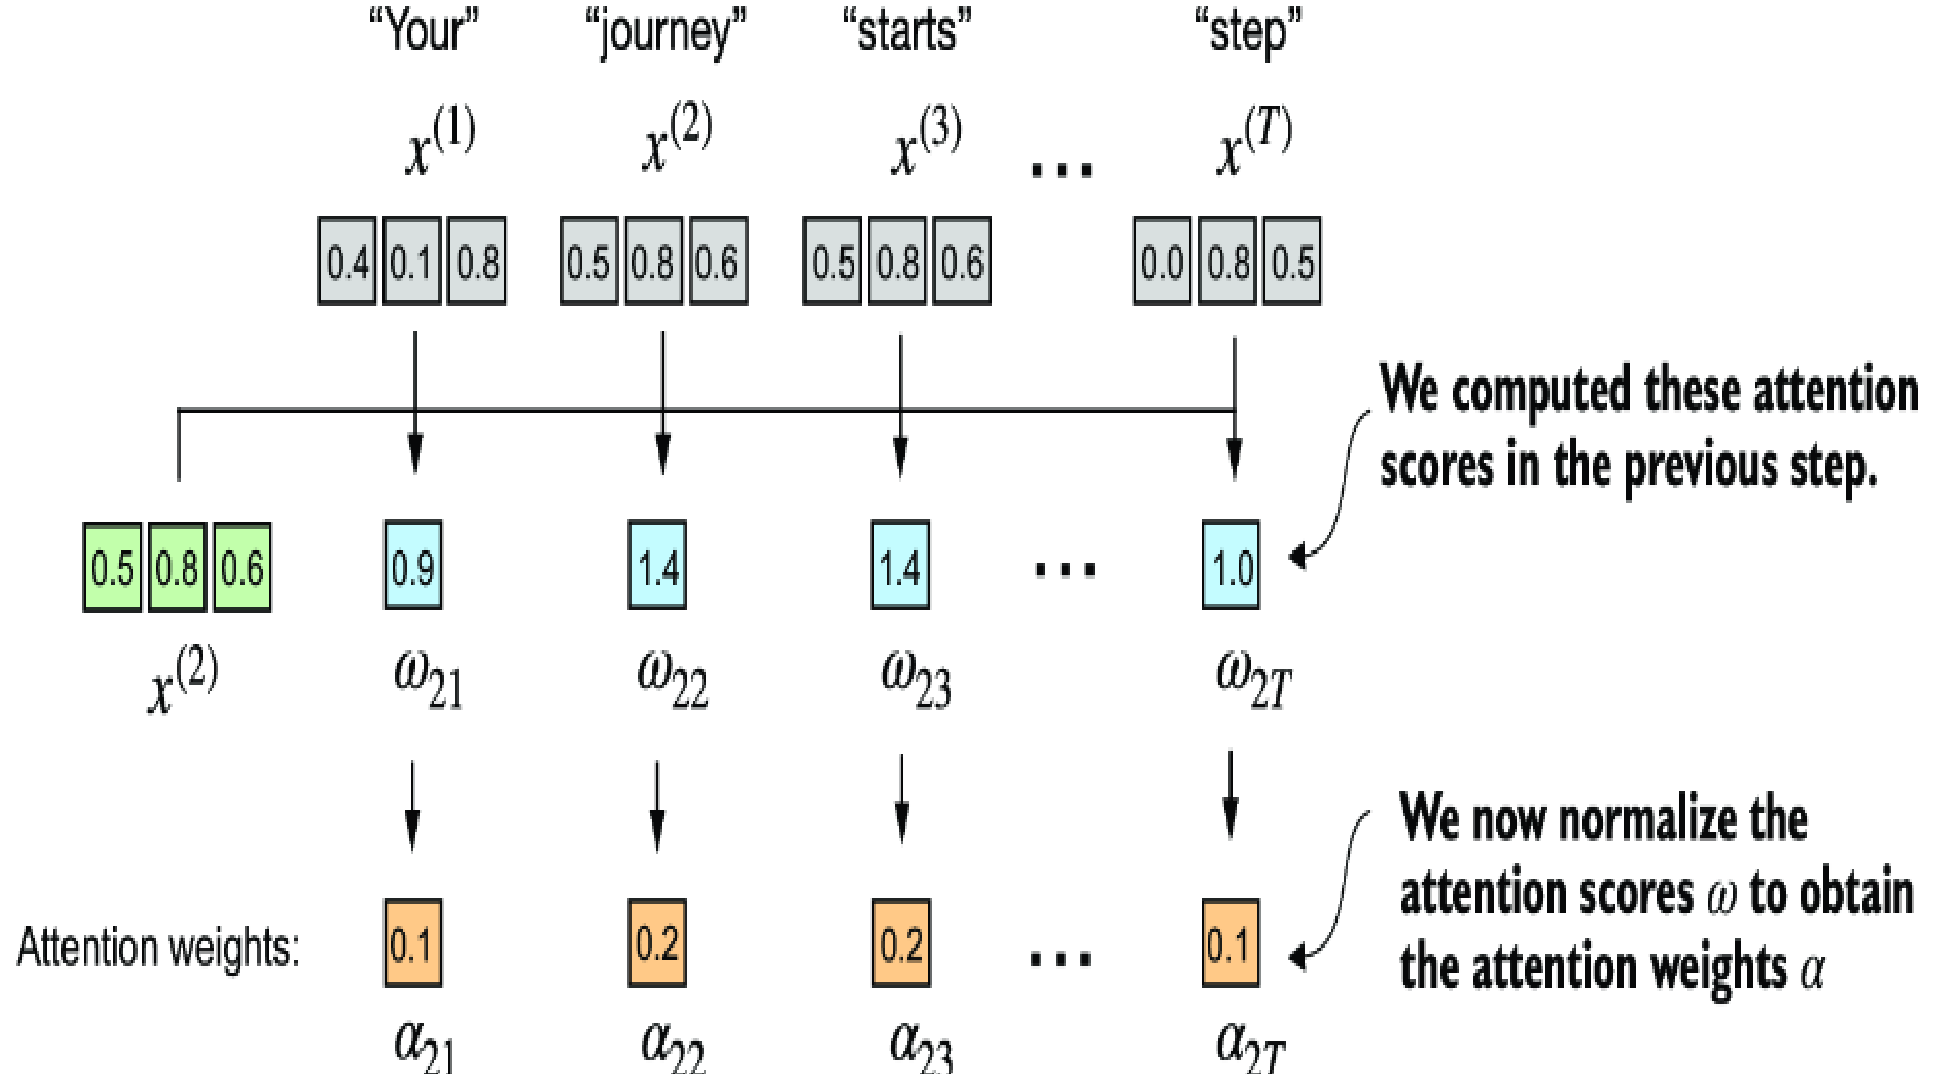 “Your” “journey” “starts” “step”
x⁽¹⁾ x⁽²⁾ x⁽³⁾ ... x⁽ᵀ⁾
0.4 0.1 0.8 0.5 0.8 0.6 0.5 0.8 0.6 0.0 0.8 0.5
We computed these attention
scores in the previous step.
0.5 0.8 0.6 0.9 1.4 1.4 ... 1.0
x⁽²⁾ ω₂₁ ω₂₂ ω₂₃ ω₂T
We now normalize the
attention scores ω to obtain
the attention weights α
Attention weights: 0.1 0.2 0.2 ... 0.1
α₂₁ α₂₂ α₂₃ α₂T